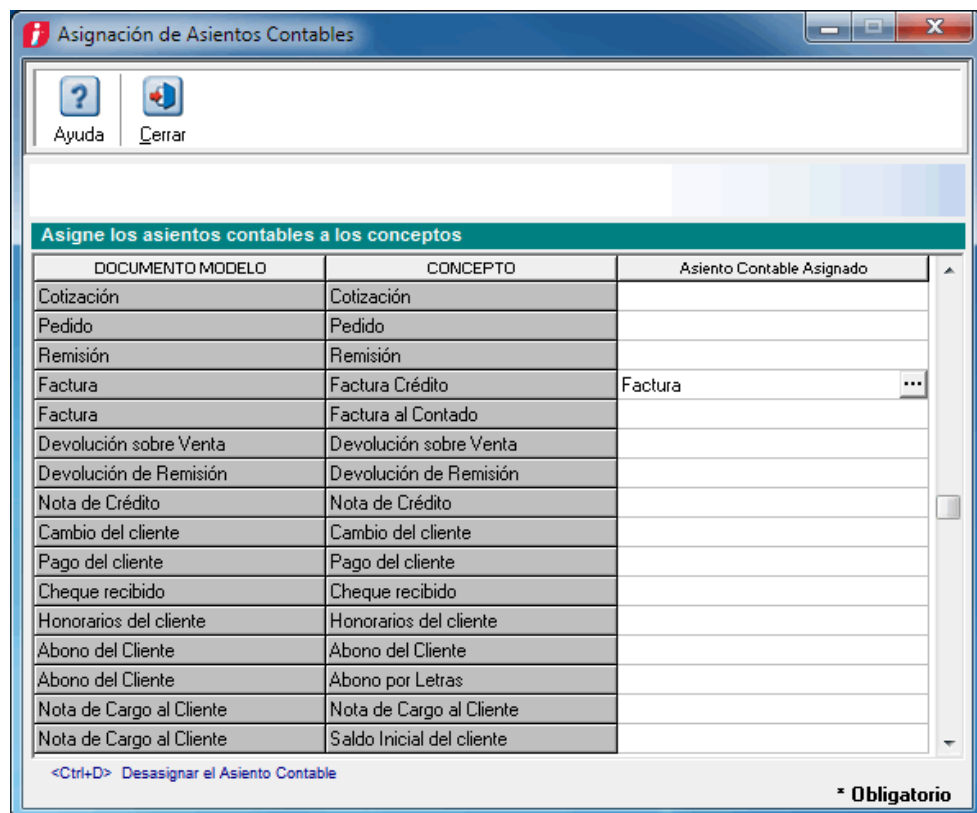 Asignación de Asientos Contables
Ayuda Cerrar
Asigne los asientos contables a los conceptos
DOCUMENTO MODELO CONCEPTO Asiento Contable Asignado
Cotización Cotización
Pedido Pedido
Remisión Remisión
Factura Factura Crédito Factura ...
Factura Factura al Contado
Devolución sobre Venta Devolución sobre Venta
Devolución de Remisión Devolución de Remisión
Nota de Crédito Nota de Crédito
Cambio del cliente Cambio del cliente
Pago del cliente Pago del cliente
Cheque recibido Cheque recibido
Honorarios del cliente Honorarios del cliente
Abono del Cliente Abono del Cliente
Abono del Cliente Abono por Letras
Nota de Cargo al Cliente Nota de Cargo al Cliente
Nota de Cargo al Cliente Saldo Inicial del cliente
<Ctrl+D> Desasignar el Asiento Contable
* Obligatorio